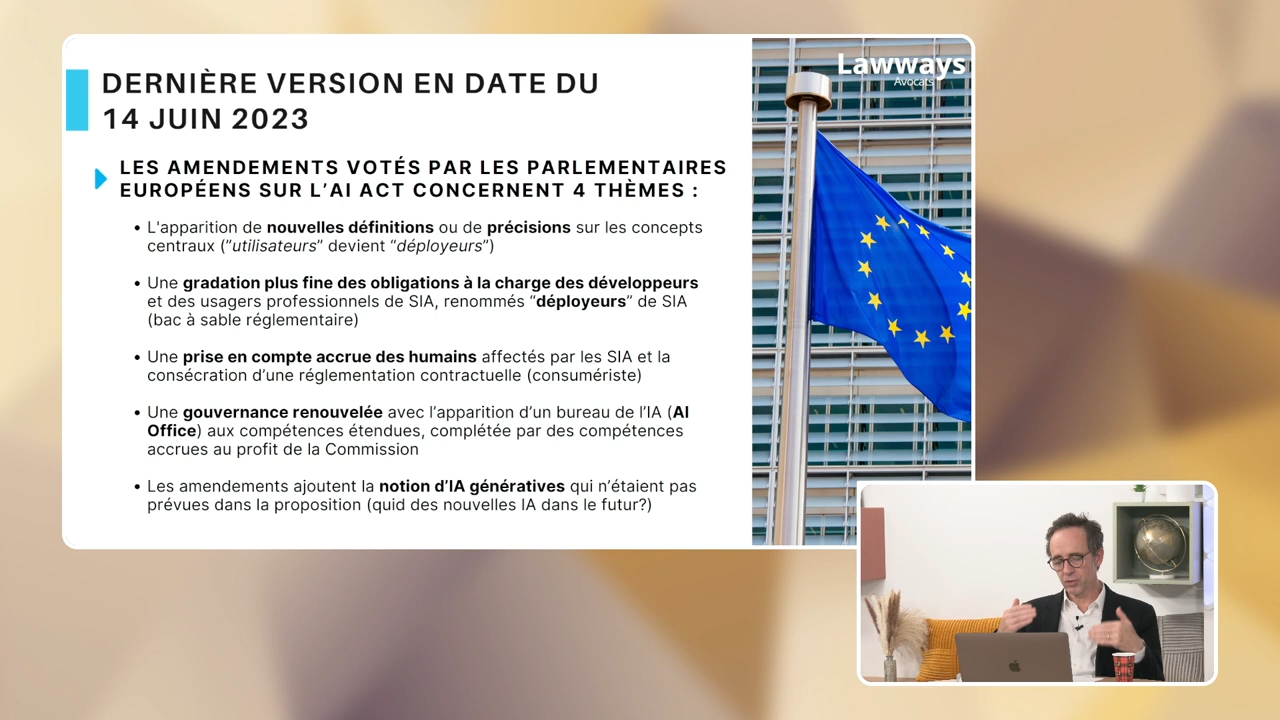 Lawways
Avocats
DERNIÈRE VERSION EN DATE DU
14 JUIN 2023
LES AMENDEMENTS VOTÉS PAR LES PARLEMENTAIRES
EUROPÉENS SUR L’AI ACT CONCERNENT 4 THÈMES :
• L'apparition de nouvelles définitions ou de précisions sur les concepts
centraux (”utilisateurs” devient “déployeurs”)
• Une gradation plus fine des obligations à la charge des développeurs
et des usagers professionnels de SIA, renommés “déployeurs” de SIA
(bac à sable réglementaire)
• Une prise en compte accrue des humains affectés par les SIA et la
consécration d’une réglementation contractuelle (consumériste)
• Une gouvernance renouvelée avec l’apparition d’un bureau de l’IA (AI
Office) aux compétences étendues, complétée par des compétences
accrues au profit de la Commission
• Les amendements ajoutent la notion d’IA génératives qui n’étaient pas
prévues dans la proposition (quid des nouvelles IA dans le futur?)